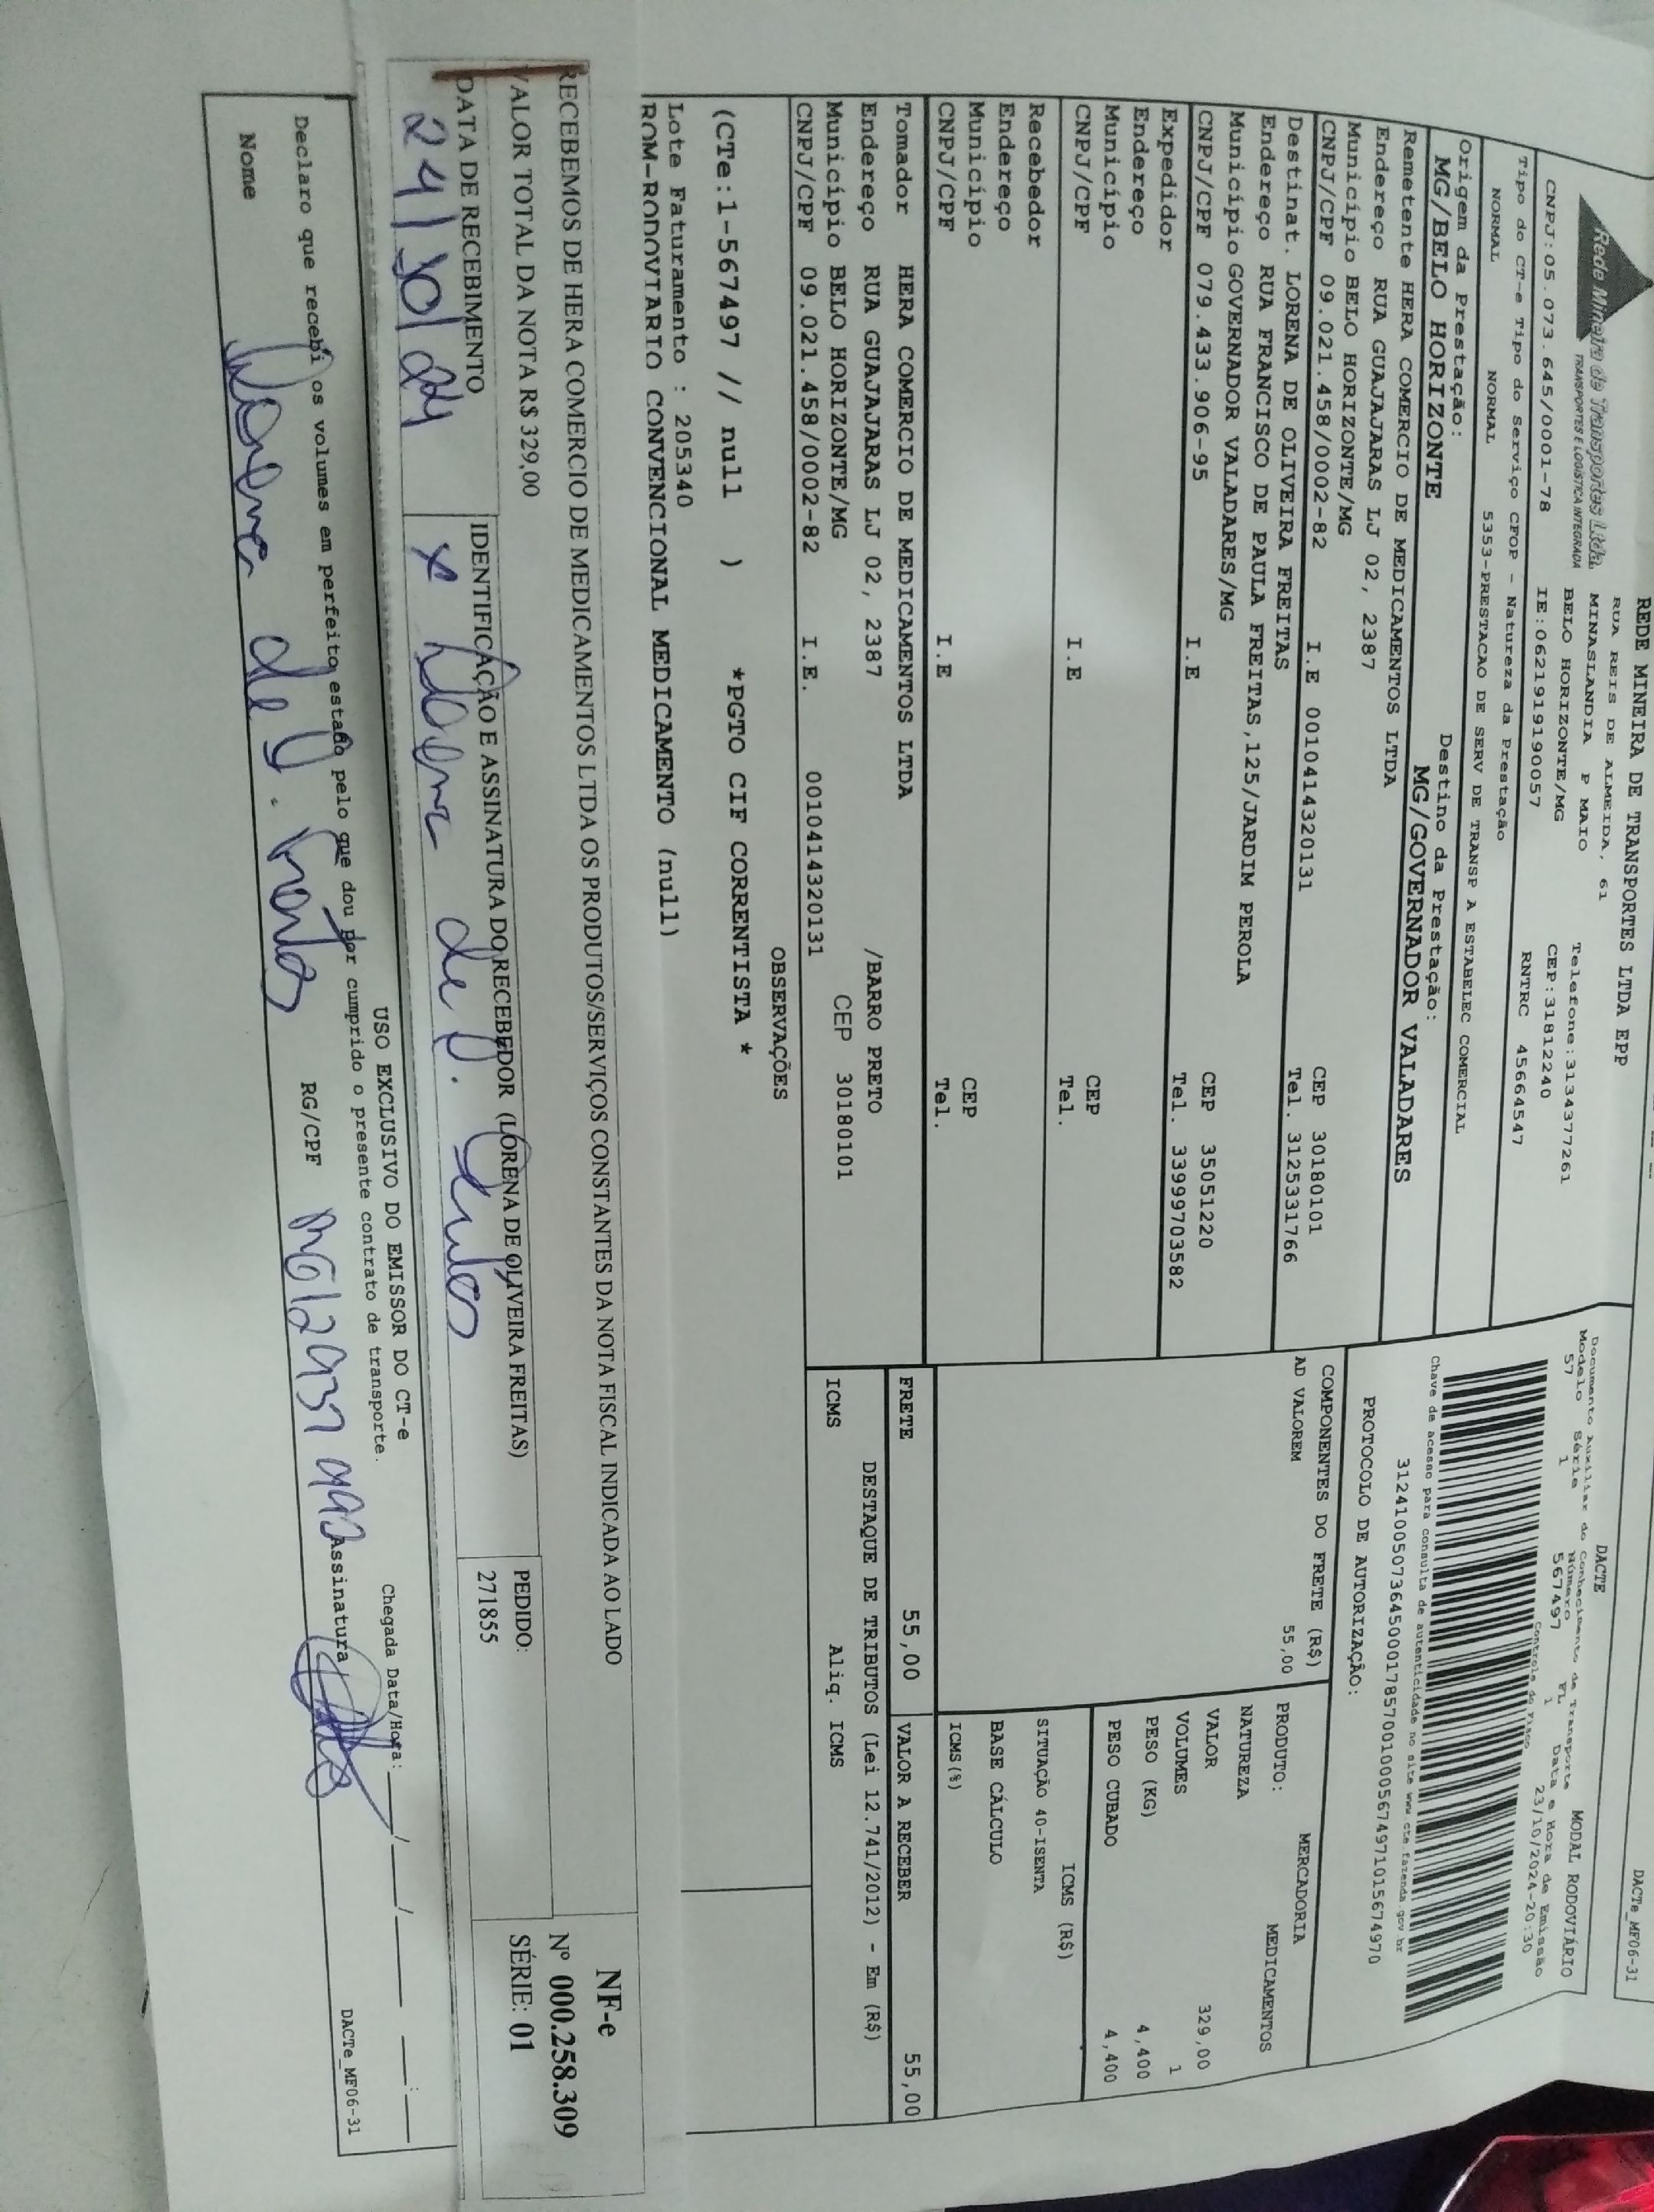 DACTe_MF06-31
REDE MINEIRA DE TRANSPORTES LTDA EPP
Rede Mineira de Transportes Ltda.
TRANSPORTES E LOGÍSTICA INTEGRADA
RUA REIS DE ALMEIDA, 61
MINASLANDIA P MAIO
Telefone:3134377261
BELO HORIZONTE/MG
CEP:31812240
CNPJ:05.073.645/0001-78
IE:0621919190057
RNTRC 45664547
DACTE
MODAL RODOVIÁRIO
Documento Auxiliar do Conhecimento de Transporte
Modelo Série Número FL Data e Hora de Emissão
57 1 567497 1 23/10/2024-20:30
Controle do Fisco
Chave de acesso para consulta de autenticidade no site www.cte.fazenda.gov.br
Tipo do CT-e Tipo do Serviço CFOP - Natureza da Prestação
NORMAL NORMAL 5353-PRESTACAO DE SERV DE TRANSP A ESTABELEC COMERCIAL
Origem da Prestação:
MG/BELO HORIZONTE
Destino da Prestação:
MG/GOVERNADOR VALADARES
PROTOCOLO DE AUTORIZAÇÃO:
Remetente HERA COMERCIO DE MEDICAMENTOS LTDA
Endereço RUA GUAJAJARAS LJ 02, 2387
Município BELO HORIZONTE/MG
CEP 30180101
CNPJ/CPF 09.021.458/0002-82 I.E 0010414320131 Tel. 3125331766
Destinat. LORENA DE OLIVEIRA FREITAS
Endereço RUA FRANCISCO DE PAULA FREITAS,125/JARDIM PEROLA
Município GOVERNADOR VALADARES/MG
CEP 35051220
CNPJ/CPF 079.433.906-95 I.E Tel. 33999703582
Expedidor
Endereço
Município CEP
CNPJ/CPF I.E Tel.
Recebedor
Endereço
Município CEP
CNPJ/CPF I.E Tel.
Tomador HERA COMERCIO DE MEDICAMENTOS LTDA
Endereço RUA GUAJAJARAS LJ 02, 2387 /BARRO PRETO
Município BELO HORIZONTE/MG CEP 30180101
CNPJ/CPF 09.021.458/0002-82 I.E. 0010414320131
COMPONENTES DO FRETE (R$)
AD VALOREM 55,00
MERCADORIA
PRODUTO: MEDICAMENTOS
NATUREZA
VALOR 329,00
VOLUMES 1
PESO (KG) 4,400
PESO CUBADO 4,400
ICMS (R$)
SITUAÇÃO 40-ISENTA
BASE CÁLCULO
ICMS(%)
FRETE 55,00 VALOR A RECEBER 55,00
DESTAQUE DE TRIBUTOS (Lei 12.741/2012) - Em (R$)
ICMS Aliq. ICMS
OBSERVAÇÕES
(CTe:1-567497 // null ) *PGTO CIF CORRENTISTA *
Lote Faturamento : 205340
ROM-RODOVIARIO CONVENCIONAL MEDICAMENTO (null)
RECEBEMOS DE HERA COMERCIO DE MEDICAMENTOS LTDA OS PRODUTOS/SERVIÇOS CONSTANTES DA NOTA FISCAL INDICADA AO LADO
VALOR TOTAL DA NOTA R$ 329,00
NF-e
Nº 000.258.309
SÉRIE: 01
DATA DE RECEBIMENTO
24/10/24
IDENTIFICAÇÃO E ASSINATURA DO RECEBEDOR (LORENA DE OLIVEIRA FREITAS)
x Lorena de O. Freitas
PEDIDO:
271855
USO EXCLUSIVO DO EMISSOR DO CT-e
Declaro que recebi os volumes em perfeito estado pelo que dou por cumprido o presente contrato de transporte.
Chegada Data/Hora: __/__/__ __:__
Nome Lorena de O. Freitas RG/CPF Assinatura
DACTe_MF06-31